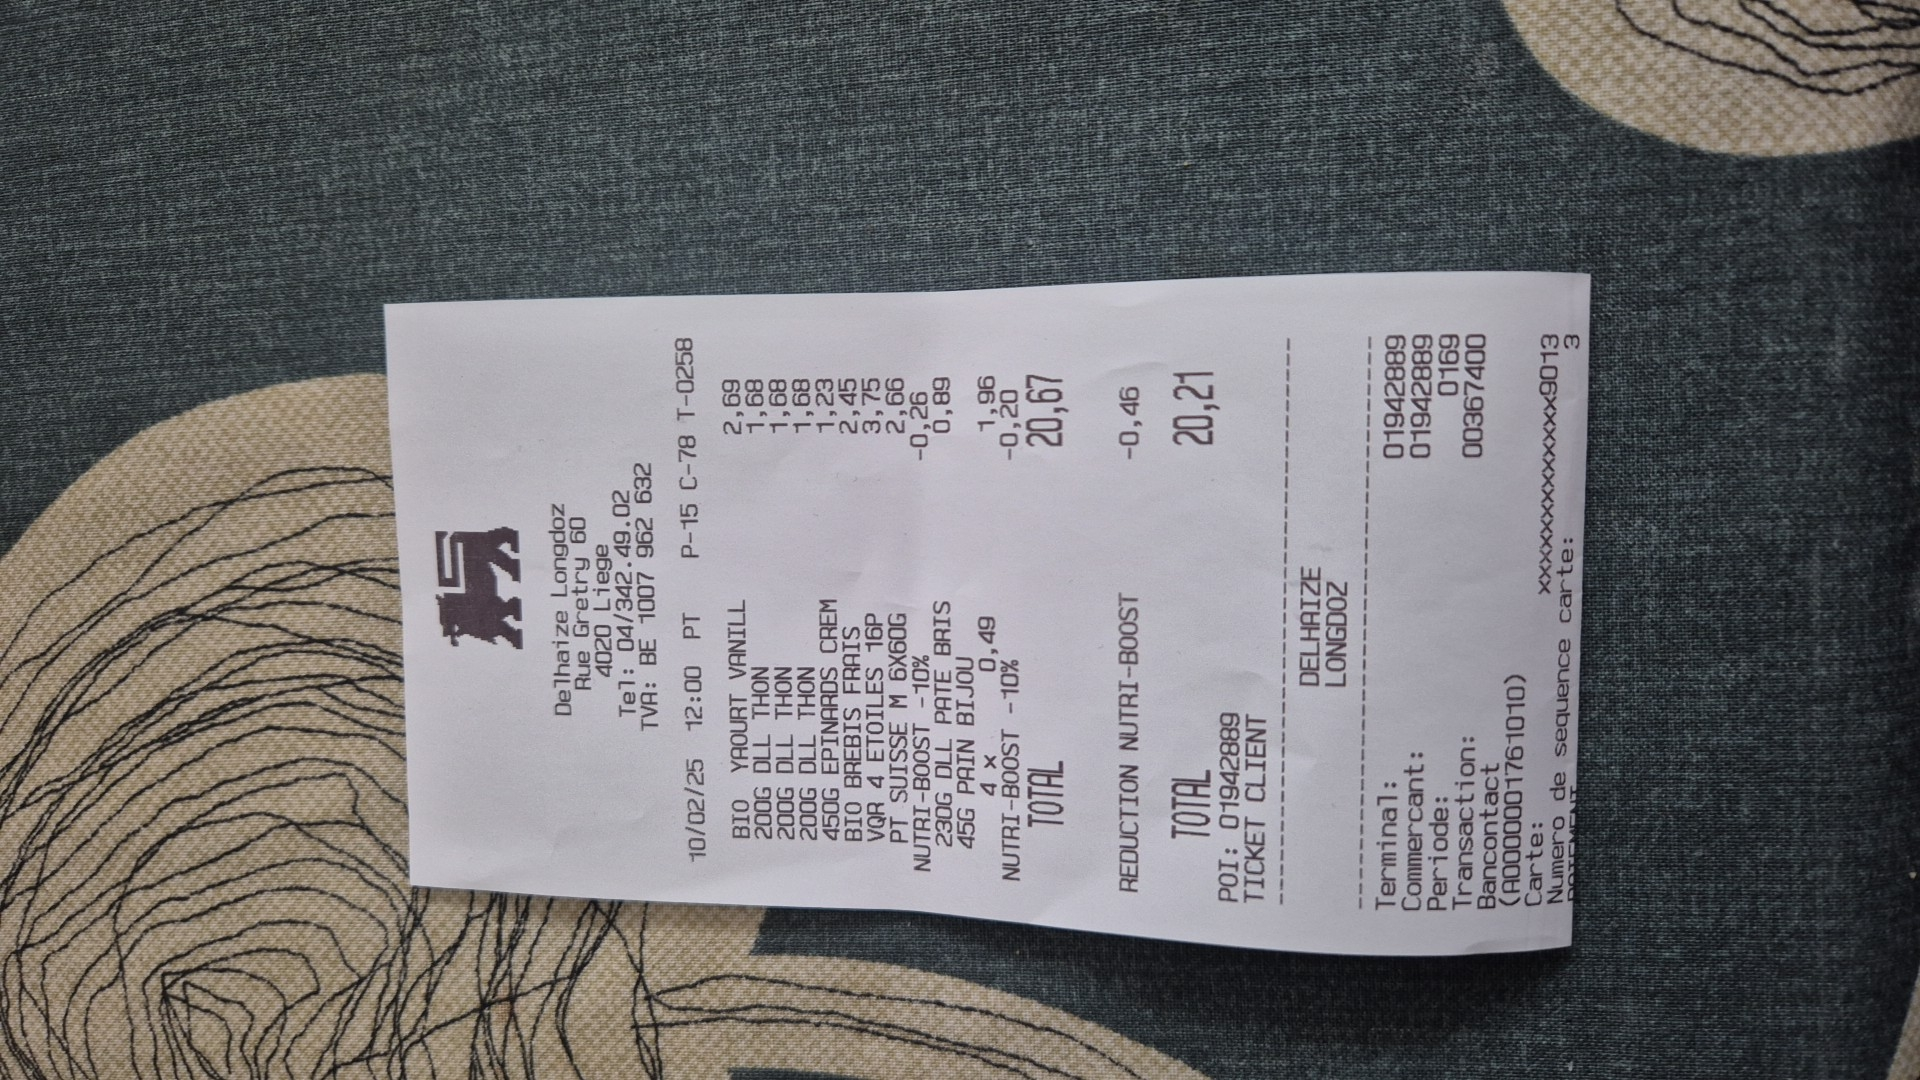 Delhaize Longdoz
Rue Gretry 60
4020 Liege
Tel: 04/342.49.02
TVA: BE 1007 962 632
10/02/25 12:00 PT P-15 C-78 T-0258
BIO YAOURT VANILL 2,69
200G DLL THON 1,68
200G DLL THON 1,68
200G DLL THON 1,68
450G EPINARDS CREM 1,23
BIO BREBIS FRAIS 2,45
VQR 4 ETOILES 16P 3,75
PT SUISSE M 6X60G 2,66
NUTRI-BOOST -10% -0,26
230G DLL PATE BRIS 0,89
45G PAIN BIJOU
4 x 0,49 1,96
NUTRI-BOOST -10% -0,20
TOTAL 20,67
REDUCTION NUTRI-BOOST -0,46
TOTAL 20,21
POI: 01942889
TICKET CLIENT
DELHAIZE
LONGDOZ
Terminal: 01942889
Commercant: 01942889
Periode: 0169
Transaction: 00367400
Bancontact
(A0000001761010)
Carte: xxxxxxxxxxxxxxx9013
Numero de sequence carte: 3